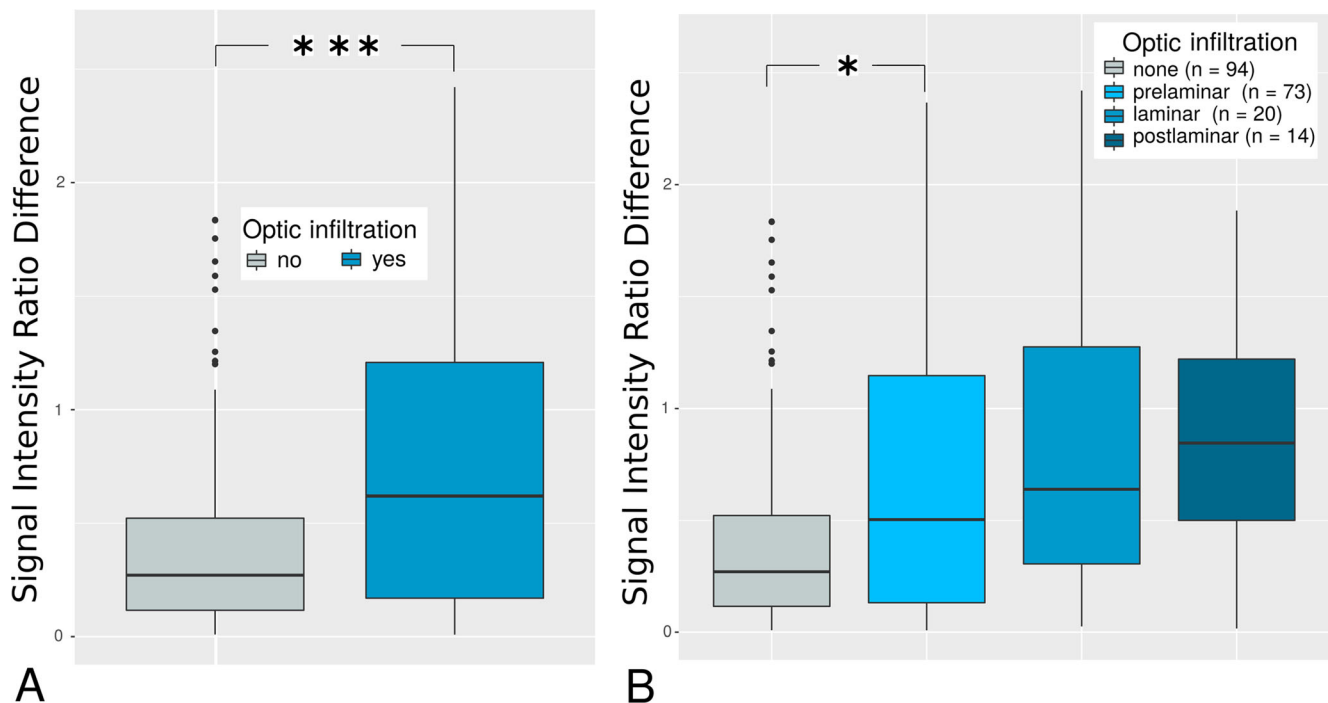 Signal Intensity Ratio Difference
2
1
0
***
Optic infiltration
no yes
A
Signal Intensity Ratio Difference
2
1
0
*
Optic infiltration
none (n = 94)
prelaminar (n = 73)
laminar (n = 20)
postlaminar (n = 14)
B